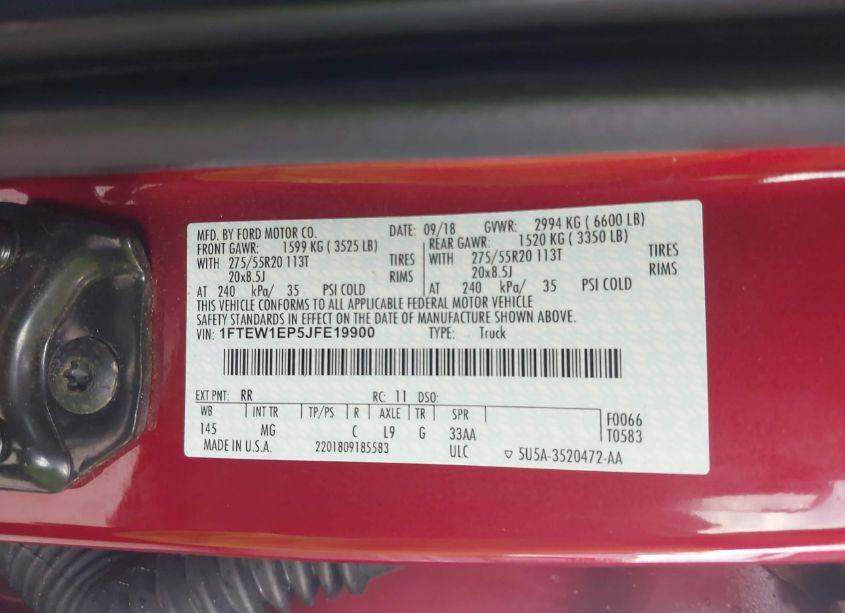 MFD. BY FORD MOTOR CO. DATE: 09/18 GVWR: 2994 KG ( 6600 LB)
FRONT GAWR: 1599 KG ( 3525 LB) REAR GAWR: 1520 KG ( 3350 LB)
WITH 275/55R20 113T TIRES WITH 275/55R20 113T TIRES
20x8.5J RIMS 20x8.5J RIMS
AT 240 kPa/ 35 PSI COLD AT 240 kPa/ 35 PSI COLD
THIS VEHICLE CONFORMS TO ALL APPLICABLE FEDERAL MOTOR VEHICLE
SAFETY STANDARDS IN EFFECT ON THE DATE OF MANUFACTURE SHOWN ABOVE.
VIN: 1FTEW1EP5JFE19900 TYPE: Truck
EXT PNT: RR RC: 11 DSO:
WB INT TR TP/PS R AXLE TR SPR F0066
145 MG C L9 G 33AA T0583
MADE IN U.S.A. 2201809185583 ULC ▽ 5U5A-3520472-AA